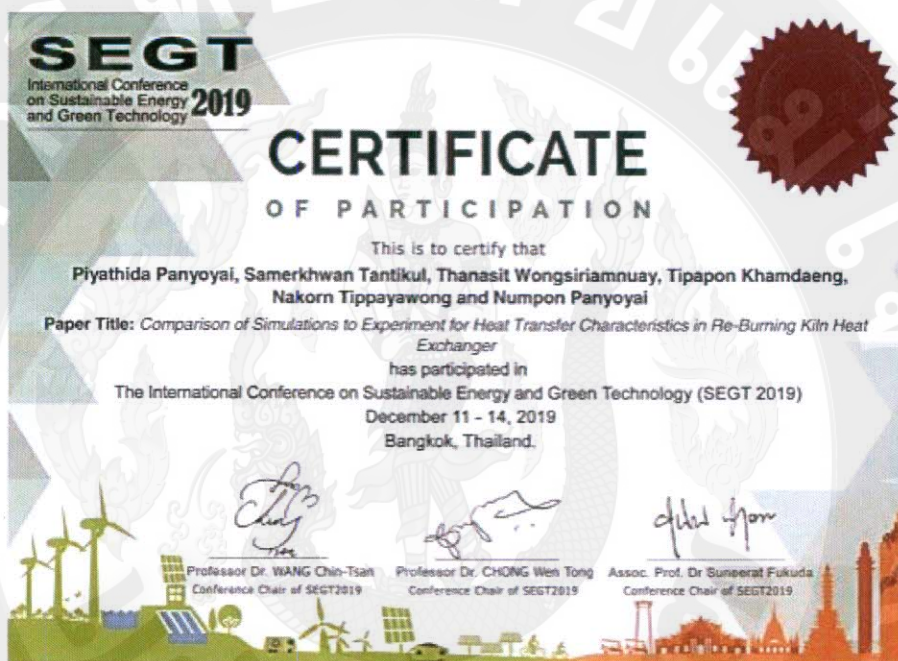 SEGT
International Conference
on Sustainable Energy 2019
and Green Technology
CERTIFICATE
OF PARTICIPATION
This is to certify that
Piyathida Panyoyai, Samerkhwan Tantikul, Thanasit Wongsiriamnuay, Tipapon Khamdaeng,
Nakorn Tippayawong and Numpon Panyoyai
Paper Title: Comparison of Simulations to Experiment for Heat Transfer Characteristics in Re-Burning Kiln Heat
Exchanger
has participated in
The International Conference on Sustainable Energy and Green Technology (SEGT 2019)
December 11 - 14, 2019
Bangkok, Thailand.
Professor Dr. WANG Chin-Tsan Professor Dr. CHONG Wen Tong Assoc. Prof. Dr Suneerat Fukuda
Conference Chair of SEGT2019 Conference Chair of SEGT2019 Conference Chair of SEGT2019